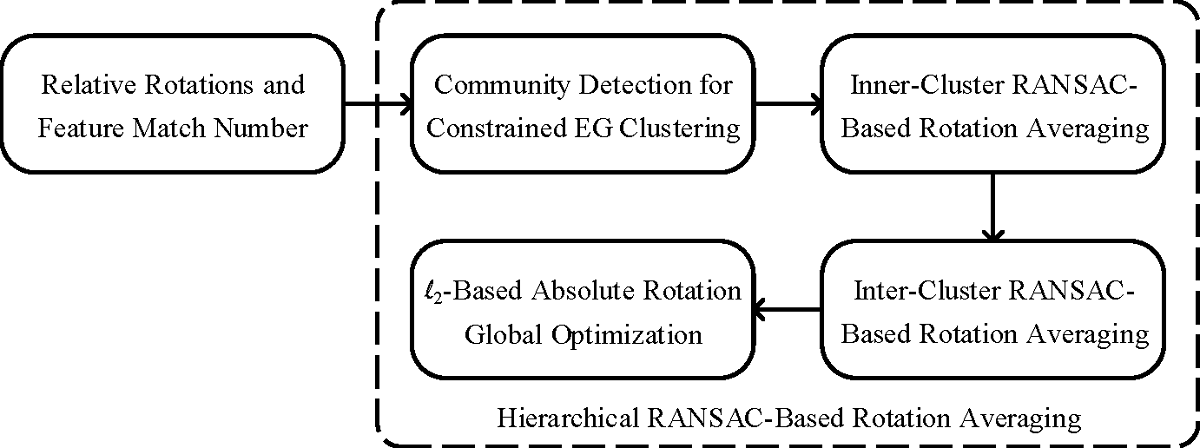 Relative Rotations and
Feature Match Number
Community Detection for
Constrained EG Clustering
Inner-Cluster RANSAC-
Based Rotation Averaging
ℓ2-Based Absolute Rotation
Global Optimization
Inter-Cluster RANSAC-
Based Rotation Averaging
Hierarchical RANSAC-Based Rotation Averaging